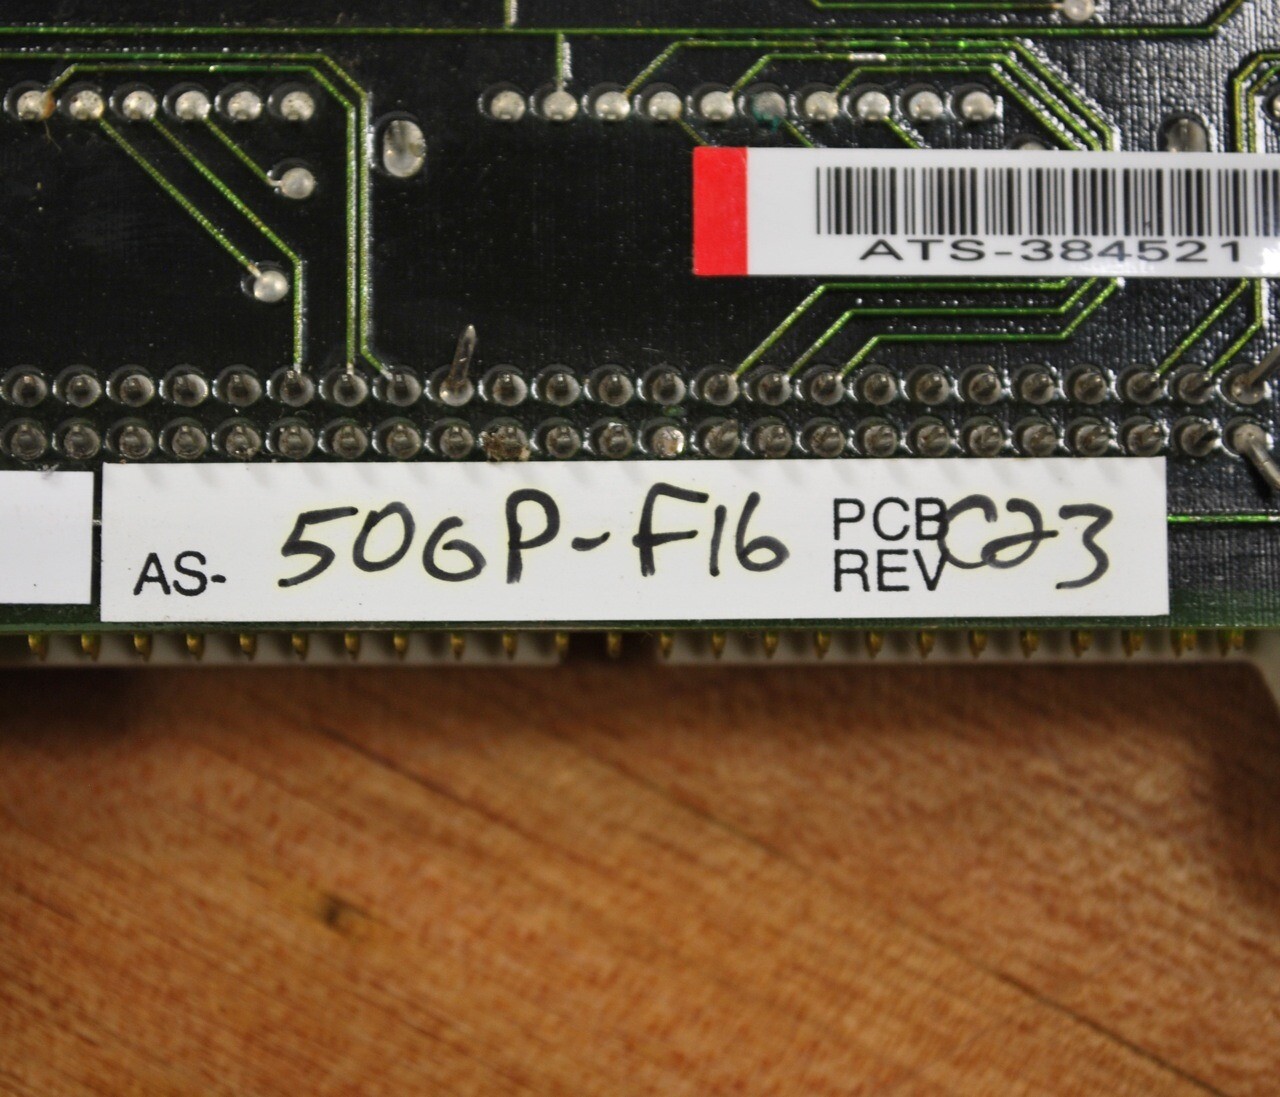 ATS-384521
AS- 506P-F16 PCB REV C23